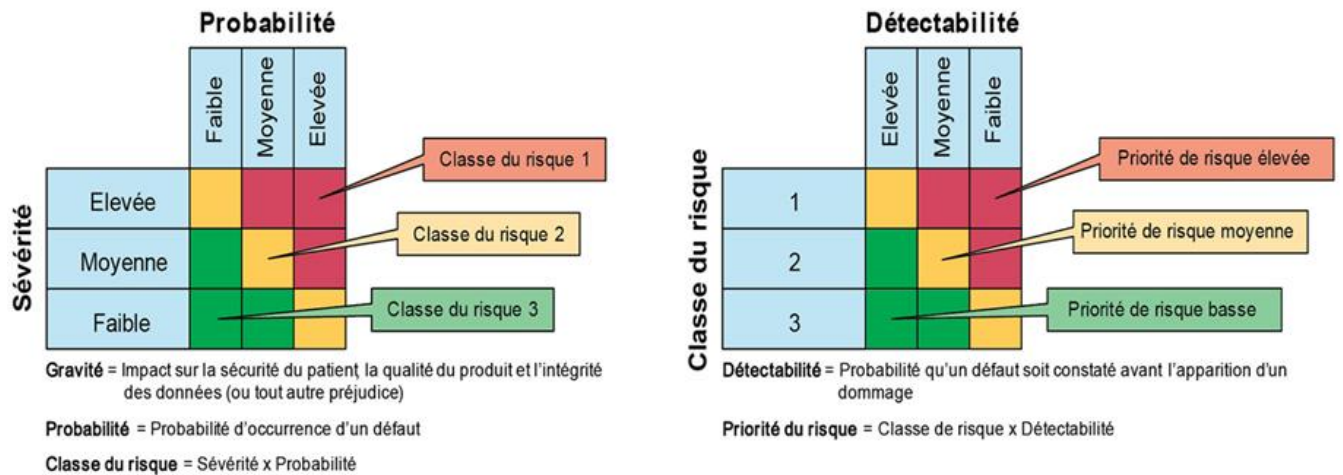 Probabilité
Faible
Moyenne
Elevée
Sévérité
Elevée
Moyenne
Faible
Classe du risque 1
Classe du risque 2
Classe du risque 3
Gravité = Impact sur la sécurité du patient, la qualité du produit et l'intégrité
des données (ou tout autre préjudice)
Probabilité = Probabilité d'occurrence d'un défaut
Classe du risque = Sévérité x Probabilité
Détectabilité
Elevée
Moyenne
Faible
Classe du risque
1
2
3
Priorité de risque élevée
Priorité de risque moyenne
Priorité de risque basse
Détectabilité = Probabilité qu'un défaut soit constaté avant l'apparition d'un
dommage
Priorité du risque = Classe de risque x Détectabilité